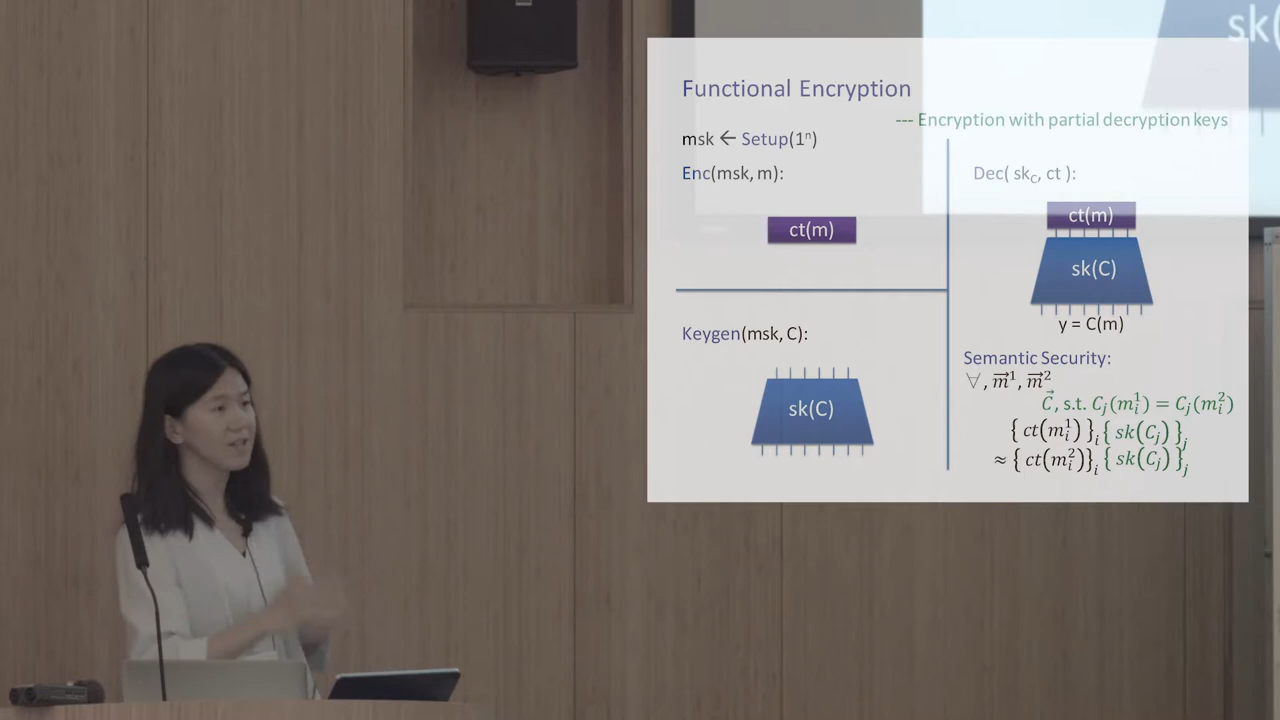 sk(
Functional Encryption
--- Encryption with partial decryption keys
msk ← Setup(1ⁿ)
Enc(msk, m):
ct(m)
Keygen(msk, C):
sk(C)
Dec( sk_C, ct ):
ct(m)
sk(C)
y = C(m)
Semantic Security:
∀ , m⃗¹, m⃗²
C⃗, s.t. C_j(m_i¹) = C_j(m_i²)
{ ct(m_i¹) }_i { sk(C_j) }_j
≈ { ct(m_i²) }_i { sk(C_j) }_j